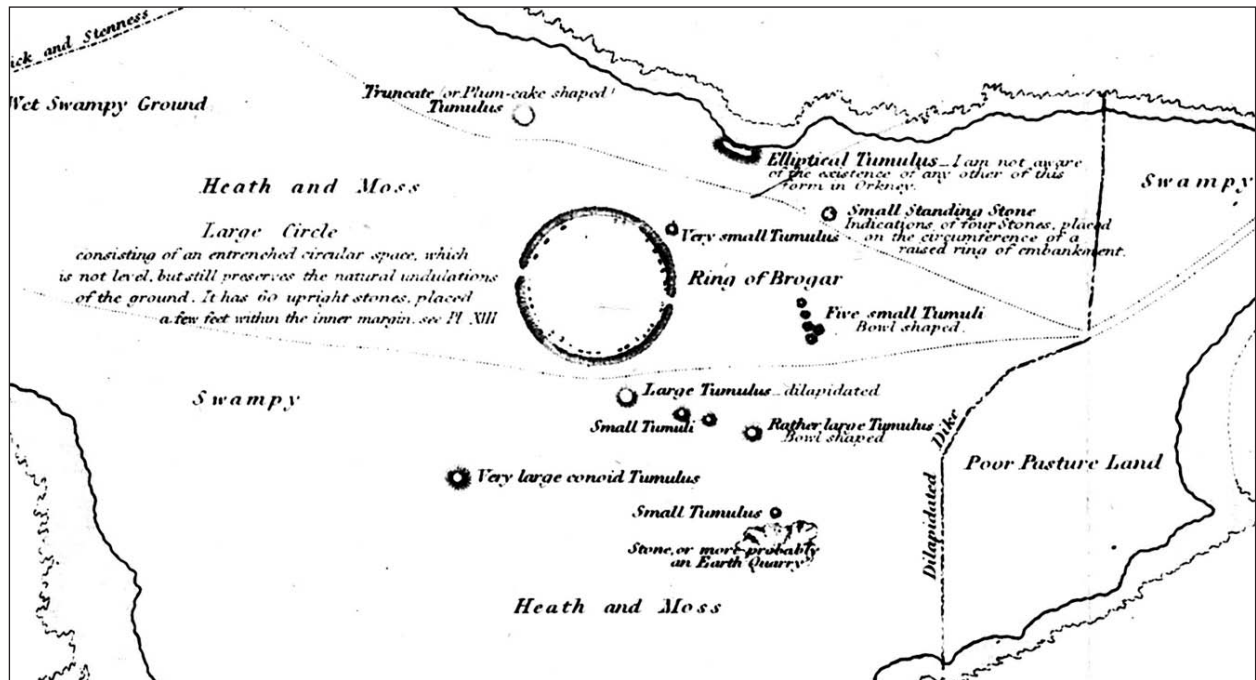 ick and Stenness
Wet Swampy Ground
Truncate (or Plum-cake shaped)
Tumulus
Elliptical Tumulus _ I am not aware
of the existence of any other of this
form in Orkney.
Swampy
Heath and Moss
Small Standing Stone
Indications of four Stones, placed
on the circumference of a
raised ring of embankment.
Large Circle
consisting of an entrenched circular space, which
is not level, but still preserves the natural undulations
of the ground. It has 60 upright stones, placed
a few feet within the inner margin. see Pl XIII
Very small Tumulus
Ring of Brogar
Five small Tumuli
Bowl shaped.
Swampy
Large Tumulus _ dilapidated
Small Tumuli
Rather large Tumulus
Bowl shaped
Dilapidated Dike
Poor Pasture Land
Very large conoid Tumulus
Small Tumulus
Stone, or more probably
an Earth Quarry
Heath and Moss